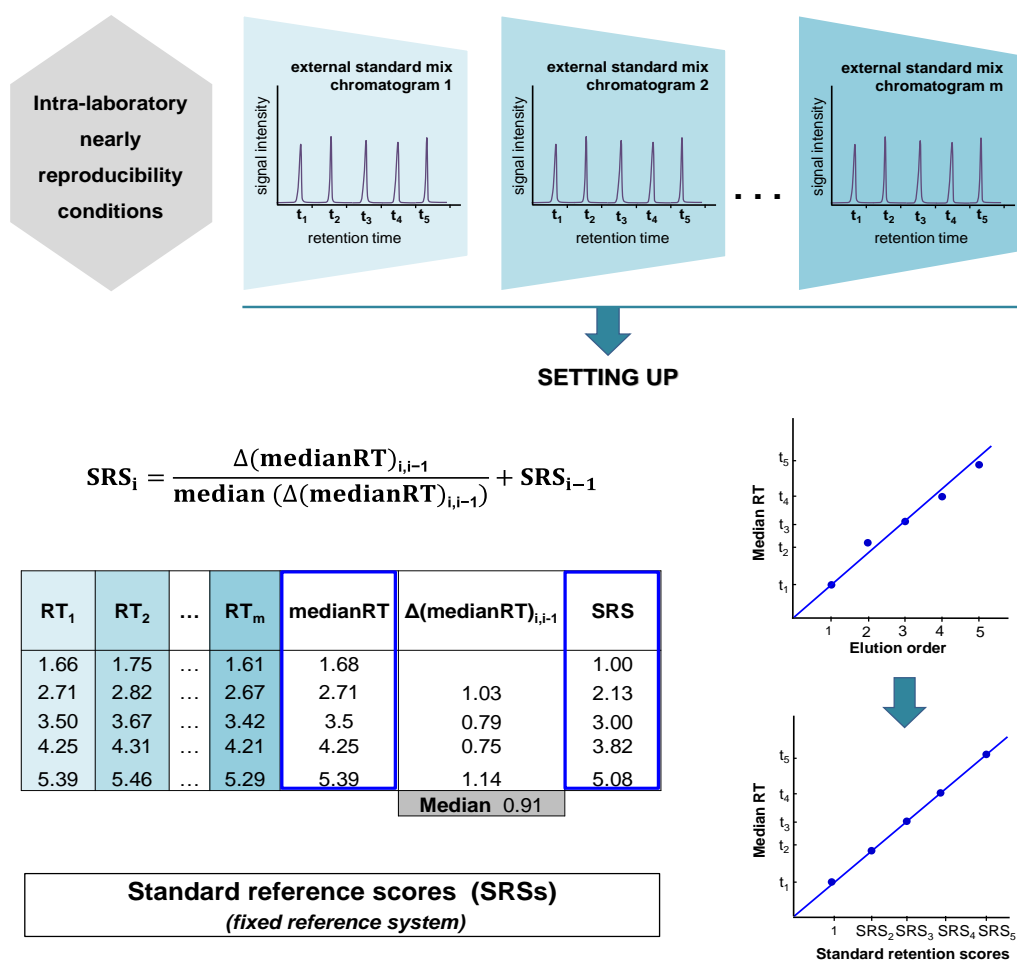 Intra-laboratory
nearly
reproducibility
conditions
external standard mix
chromatogram 1
signal intensity
t1 t2 t3 t4 t5
retention time
external standard mix
chromatogram 2
signal intensity
t1 t2 t3 t4 t5
retention time
. . .
external standard mix
chromatogram m
signal intensity
t1 t2 t3 t4 t5
retention time
SETTING UP
SRSᵢ = Δ(medianRT)ᵢ,ᵢ₋₁ / median (Δ(medianRT)ᵢ,ᵢ₋₁) + SRSᵢ₋₁
RT1 RT2 ... RTm medianRT Δ(medianRT)i,i-1 SRS
1.66 1.75 … 1.61 1.68 1.00
2.71 2.82 … 2.67 2.71 1.03 2.13
3.50 3.67 … 3.42 3.5 0.79 3.00
4.25 4.31 … 4.21 4.25 0.75 3.82
5.39 5.46 … 5.29 5.39 1.14 5.08
Median 0.91
Standard reference scores (SRSs)
(fixed reference system)
Median RT
t5
t4
t3
t2
t1
1 2 3 4 5
Elution order
Median RT
t5
t4
t3
t2
t1
1 SRS2 SRS3 SRS4 SRS5
Standard retention scores